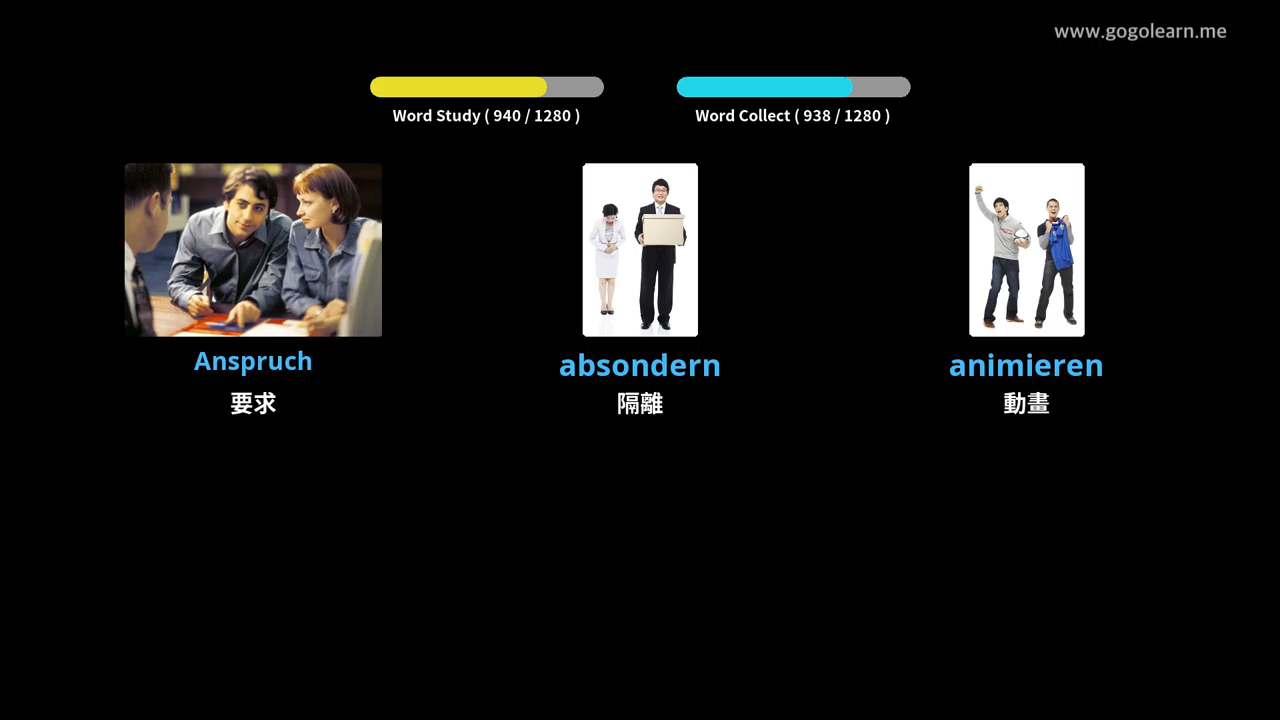 www.gogolearn.me
Word Study ( 940 / 1280 )
Word Collect ( 938 / 1280 )
Anspruch
要求
absondern
隔離
animieren
動畫